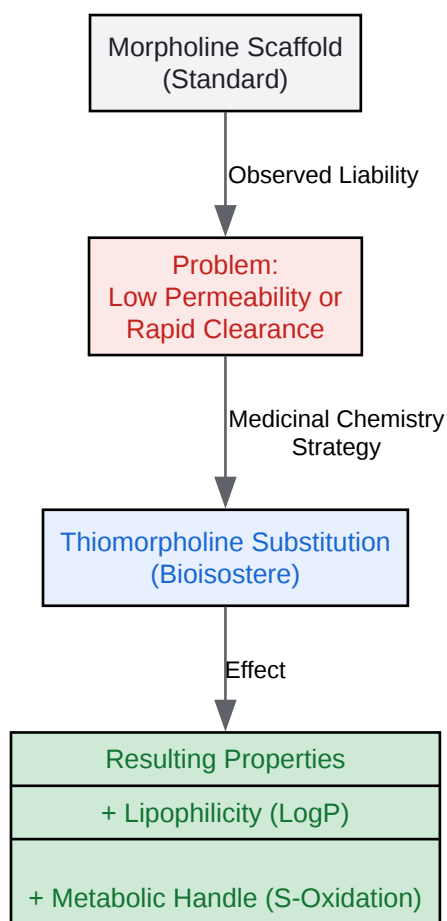 Morpholine Scaffold
(Standard)
Observed Liability
Problem:
Low Permeability or
Rapid Clearance
Medicinal Chemistry
Strategy
Thiomorpholine Substitution
(Bioisostere)
Effect
Resulting Properties
+ Lipophilicity (LogP)
+ Metabolic Handle (S-Oxidation)